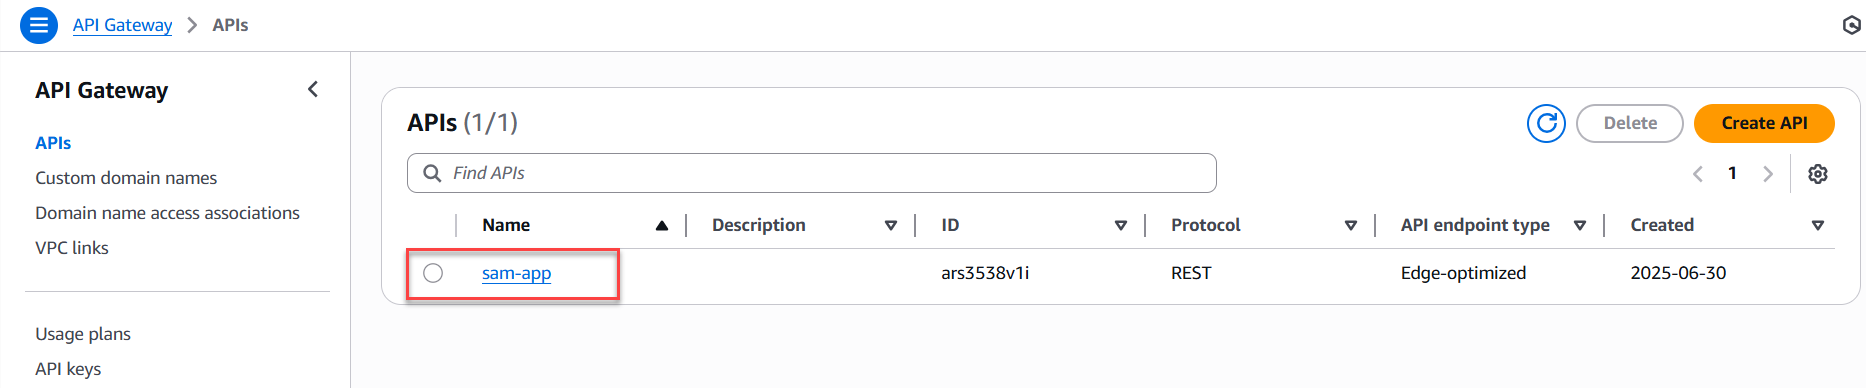 API Gateway > APIs
API Gateway
APIs
Custom domain names
Domain name access associations
VPC links
Usage plans
API keys
APIs (1/1)
Delete
Create API
Find APIs
1
Name Description ID Protocol API endpoint type Created
sam-app ars3538v1i REST Edge-optimized 2025-06-30